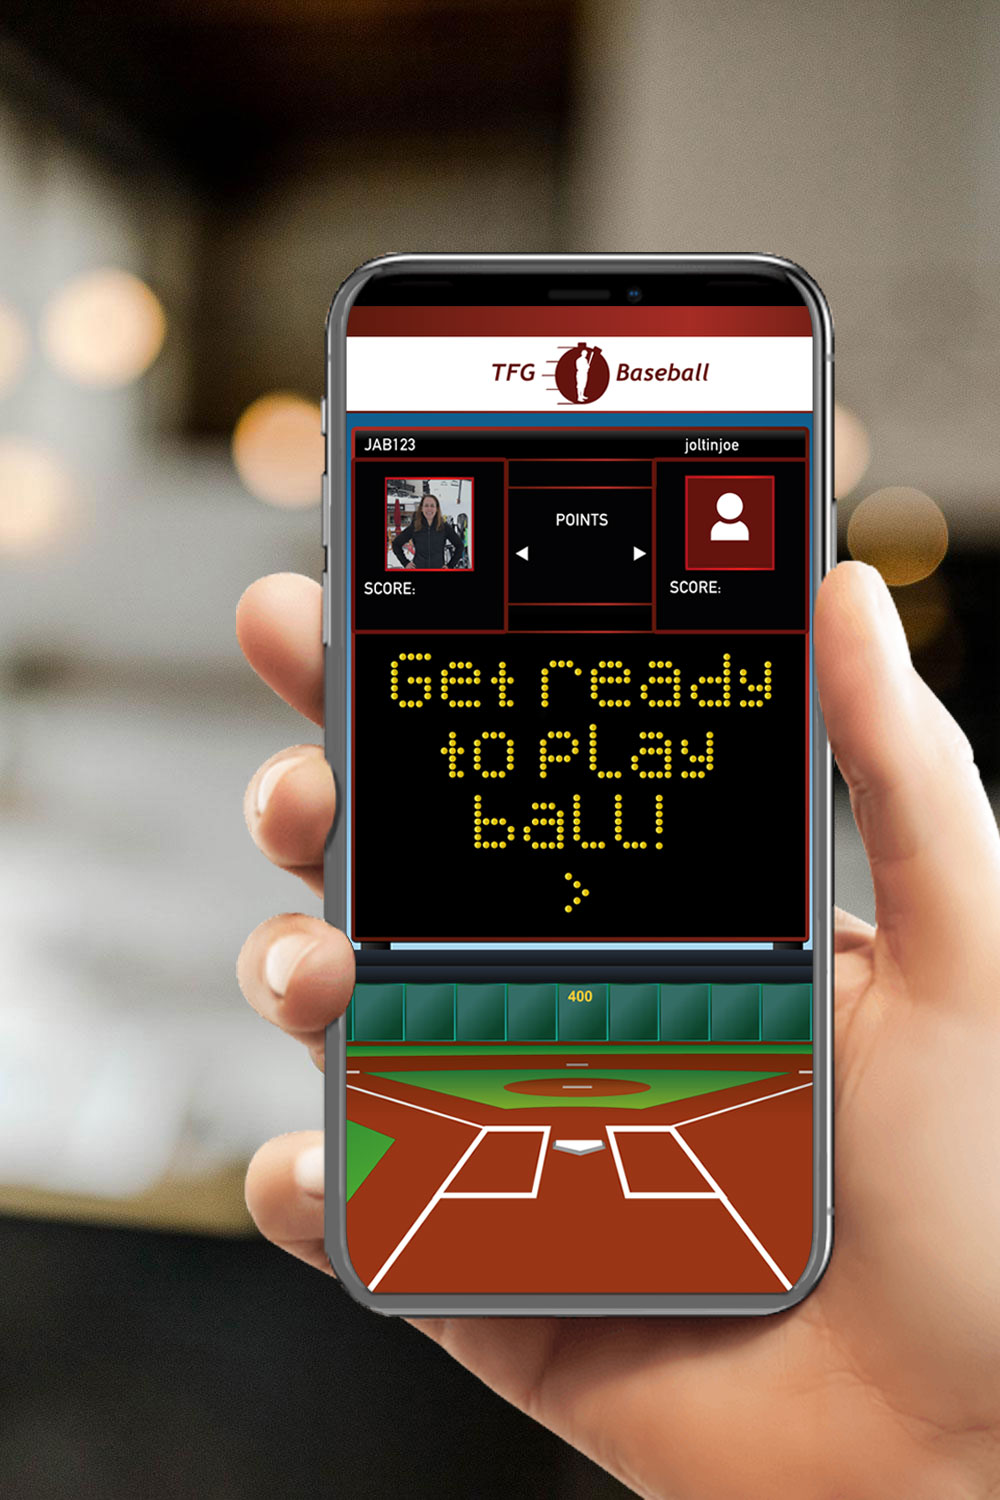 TFG Baseball
JAB123 joltinjoe
POINTS
SCORE: SCORE:
Get ready
to play
ball!
>
400